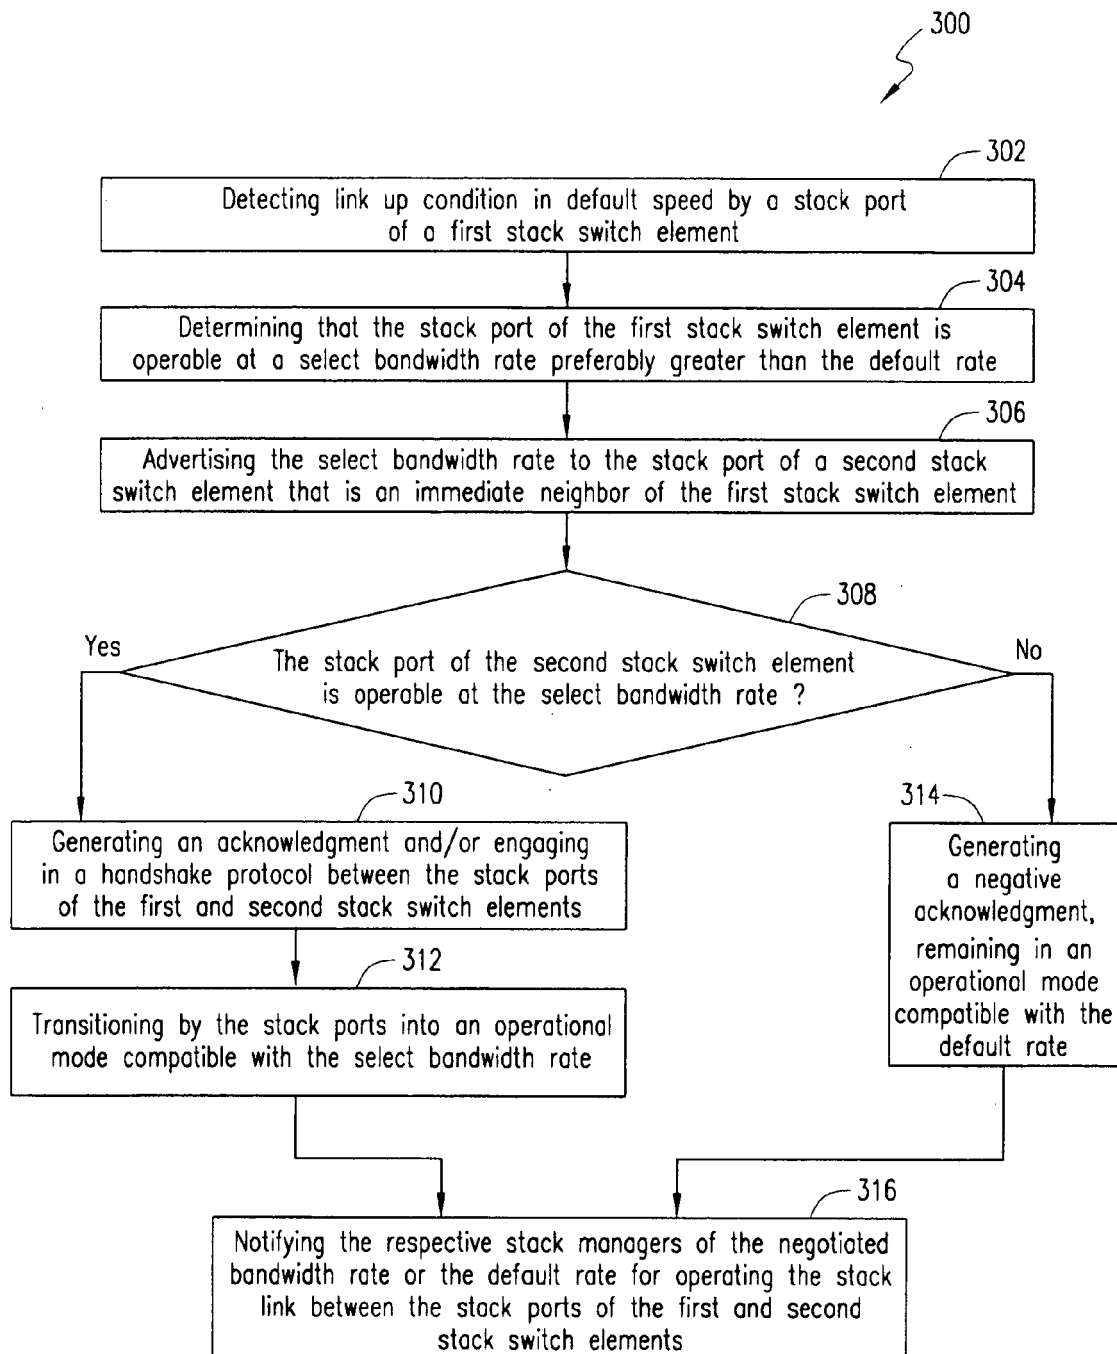 300
302
Detecting link up condition in default speed by a stack port
of a first stack switch element
304
Determining that the stack port of the first stack switch element is
operable at a select bandwidth rate preferably greater than the default rate
306
Advertising the select bandwidth rate to the stack port of a second stack
switch element that is an immediate neighbor of the first stack switch element
308
Yes
The stack port of the second stack switch element
is operable at the select bandwidth rate ?
No
310
Generating an acknowledgment and/or engaging
in a handshake protocol between the stack ports
of the first and second stack switch elements
312
Transitioning by the stack ports into an operational
mode compatible with the select bandwidth rate
314
Generating
a negative
acknowledgment,
remaining in an
operational mode
compatible with the
default rate
316
Notifying the respective stack managers of the negotiated
bandwidth rate or the default rate for operating the stack
link between the stack ports of the first and second
stack switch elements